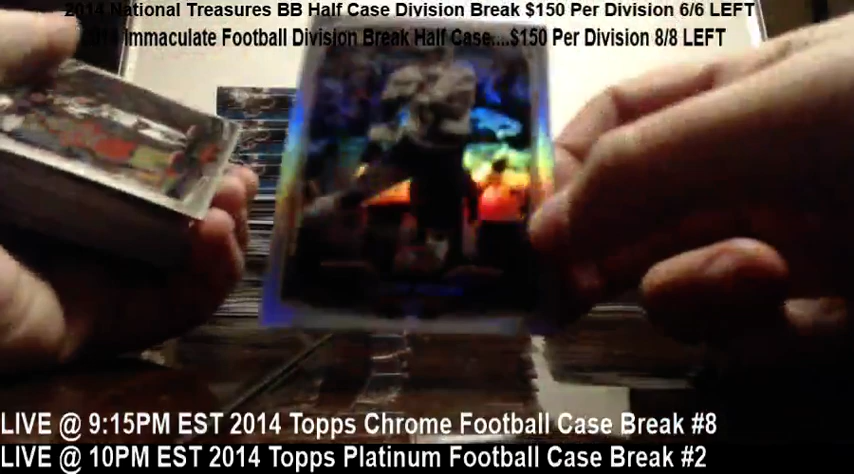 2014 National Treasures BB Half Case Division Break $150 Per Division 6/6 LEFT
2014 Immaculate Football Division Break Half Case....$150 Per Division 8/8 LEFT
LIVE @ 9:15PM EST 2014 Topps Chrome Football Case Break #8
LIVE @ 10PM EST 2014 Topps Platinum Football Case Break #2